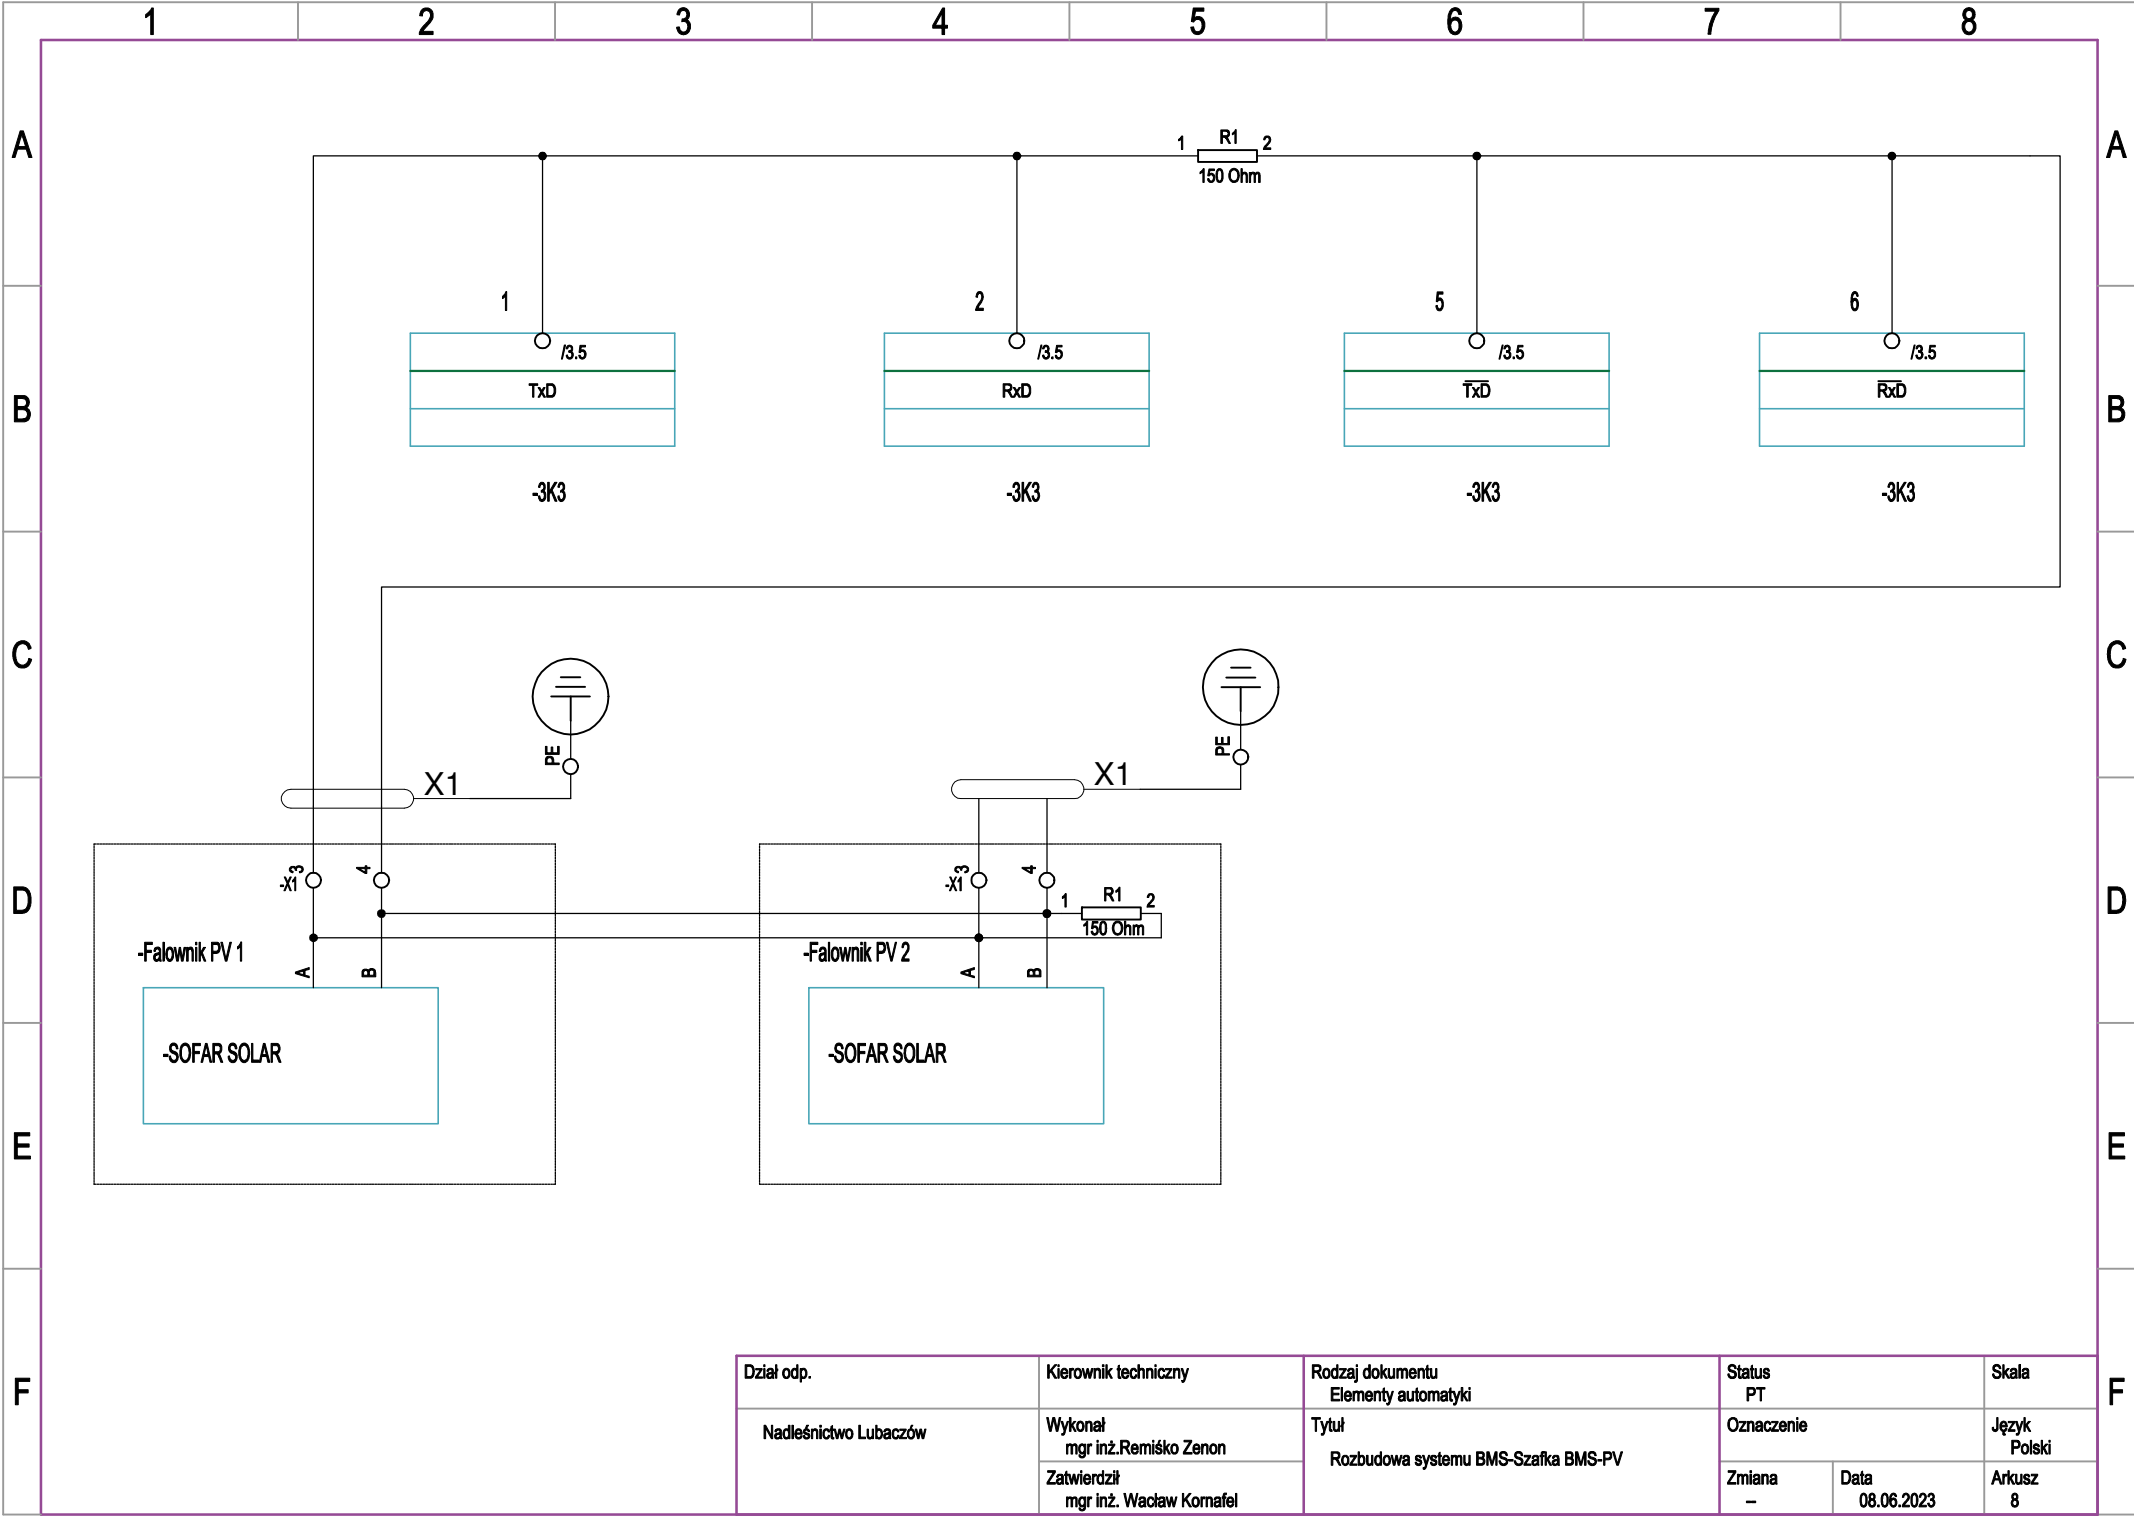 1 2 3 4 5 6 7 8
A A
1 R1 2
150 Ohm
1 2 5 6
/3.5 /3.5 /3.5 /3.5
TxD RxD T̅x̅D̅ R̅x̅D̅
B B
-3K3 -3K3 -3K3 -3K3
C C
PE PE
X1 X1
-X1 3 4 -X1 3 4
D D
1 R1 2
150 Ohm
-Falownik PV 1 -Falownik PV 2
A B A B
-SOFAR SOLAR -SOFAR SOLAR
E E
F F
Dział odp.
Nadleśnictwo Lubaczów
Kierownik techniczny
Wykonał
mgr inż.Remiśko Zenon
Zatwierdził
mgr inż. Wacław Kornafel
Rodzaj dokumentu
Elementy automatyki
Tytuł
Rozbudowa systemu BMS-Szafka BMS-PV
Status
PT
Skala
Oznaczenie
Język
Polski
Zmiana
–
Data
08.06.2023
Arkusz
8